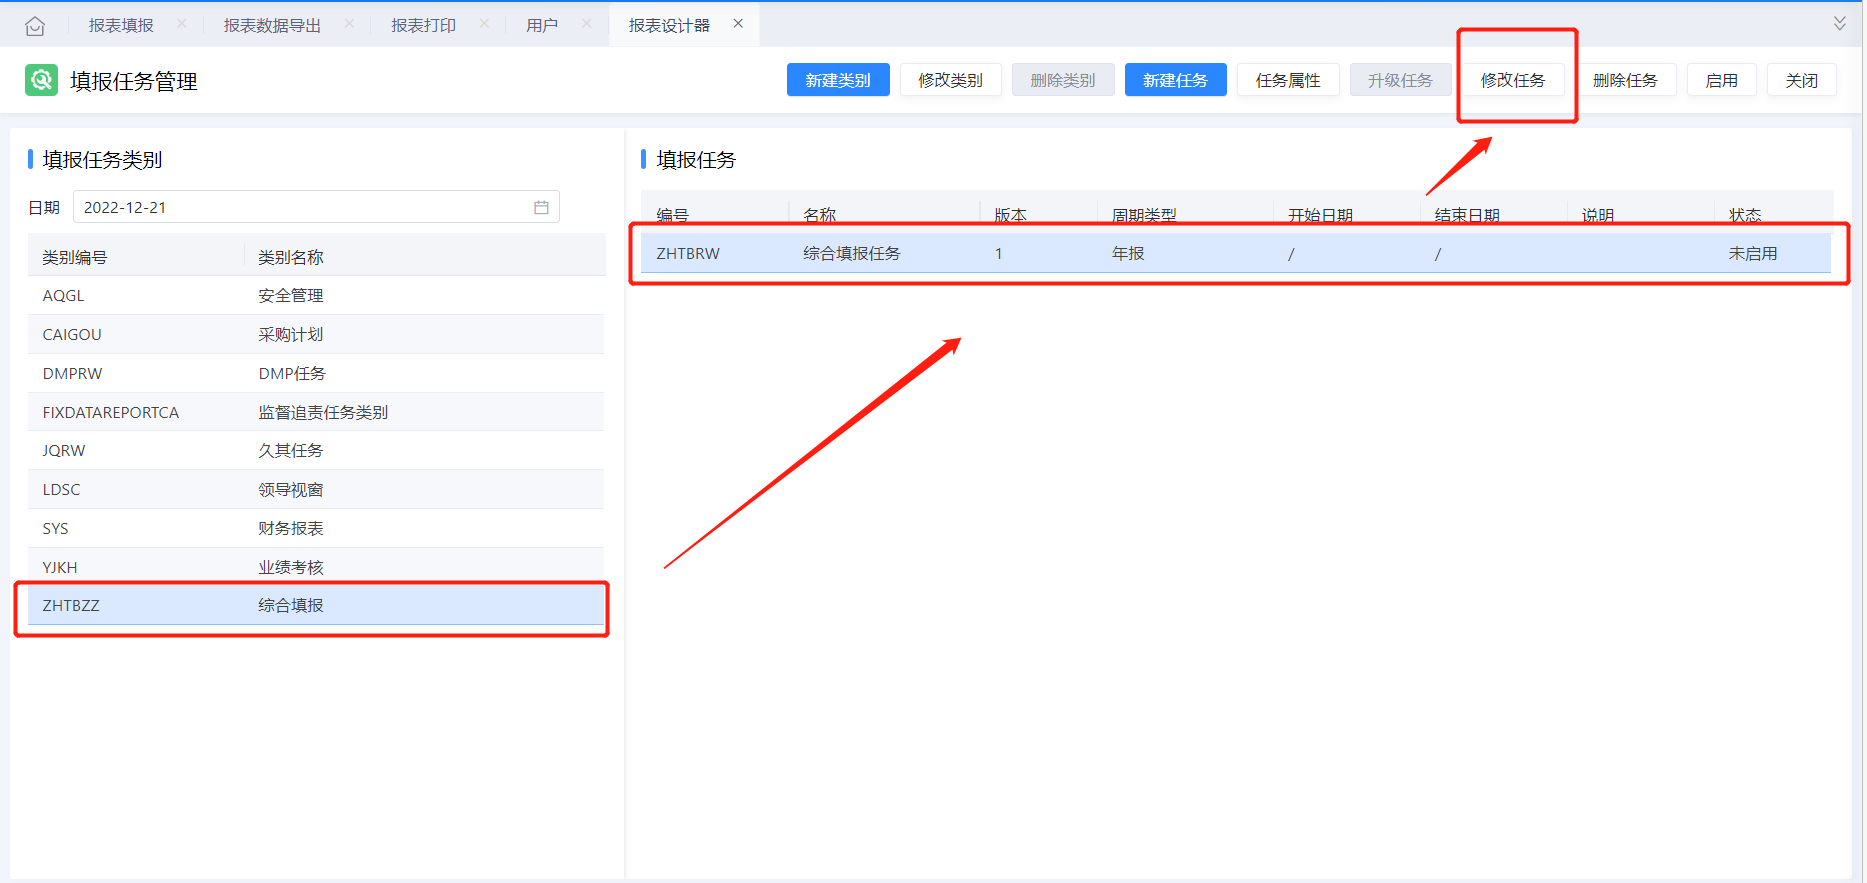 报表填报 报表数据导出 报表打印 用户 报表设计器
填报任务管理 新建类别 修改类别 删除类别 新建任务 任务属性 升级任务 修改任务 删除任务 启用 关闭
填报任务类别
日期 2022-12-21
类别编号 类别名称
AQGL 安全管理
CAIGOU 采购计划
DMPRW DMP任务
FIXDATAREPORTCA 监督追责任务类别
JQRW 久其任务
LDSC 领导视窗
SYS 财务报表
YJKH 业绩考核
ZHTBZZ 综合填报
填报任务
编号 名称 版本 周期类型 开始日期 结束日期 说明 状态
ZHTBRW 综合填报任务 1 年报 / / 未启用